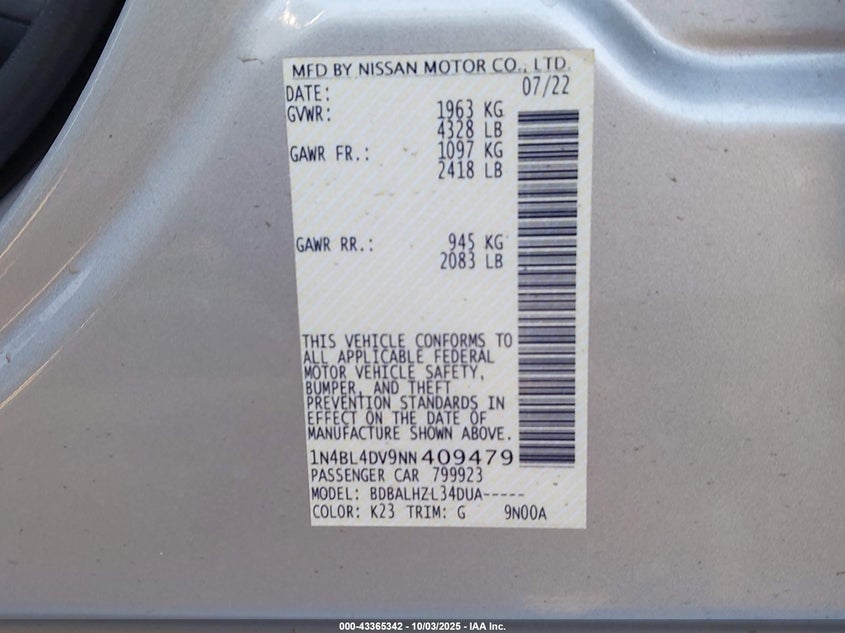 MFD BY NISSAN MOTOR CO., LTD.
DATE: 07/22
GVWR: 1963 KG
4328 LB
GAWR FR.: 1097 KG
2418 LB
GAWR RR.: 945 KG
2083 LB
THIS VEHICLE CONFORMS TO
ALL APPLICABLE FEDERAL
MOTOR VEHICLE SAFETY,
BUMPER, AND THEFT
PREVENTION STANDARDS IN
EFFECT ON THE DATE OF
MANUFACTURE SHOWN ABOVE.
1N4BL4DV9NN409479
PASSENGER CAR 799923
MODEL: BDBALHZ-L34DUA-----
COLOR: K23 TRIM: G 9N00A
000-43365342 - 10/03/2025 - IAA Inc.